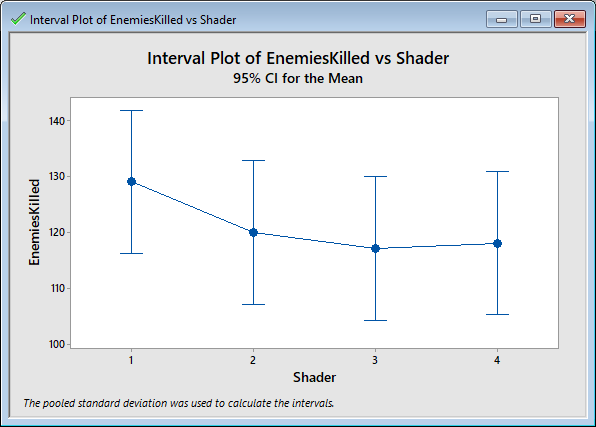 Interval Plot of EnemiesKilled vs Shader
Interval Plot of EnemiesKilled vs Shader
95% CI for the Mean
EnemiesKilled
140
130
120
110
100
1 2 3 4
Shader
The pooled standard deviation was used to calculate the intervals.